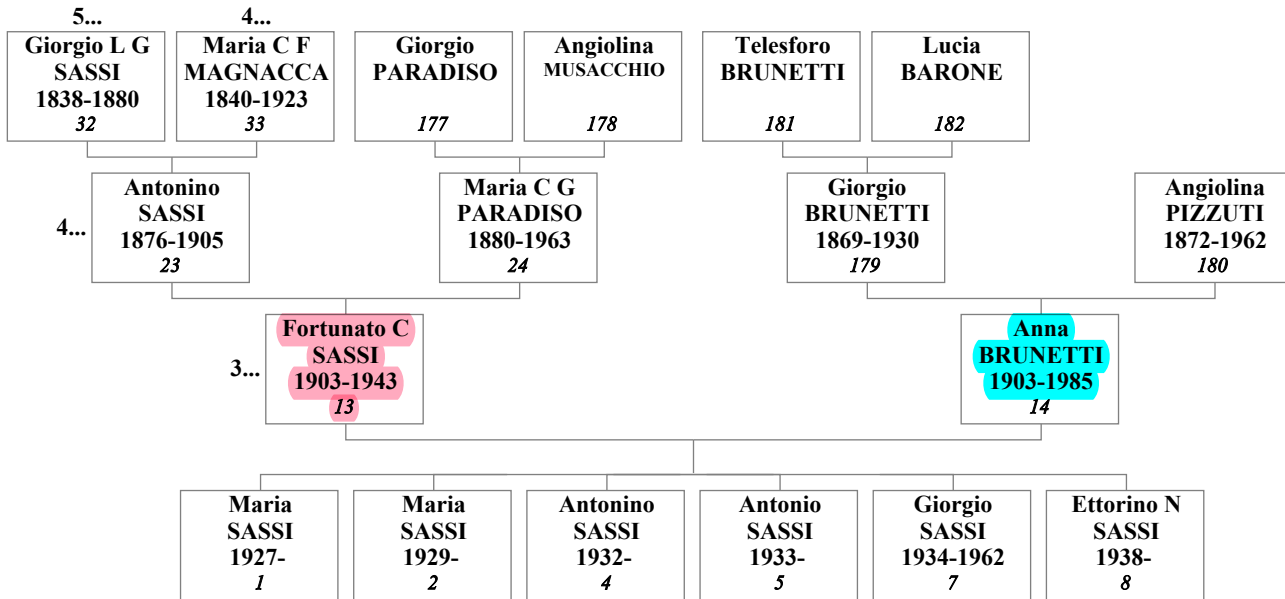 5...
4...
Giorgio L G
SASSI
1838-1880
32
Maria C F
MAGNACCA
1840-1923
33
Giorgio
PARADISO
177
Angiolina
MUSACCHIO
178
Telesforo
BRUNETTI
181
Lucia
BARONE
182
4...
Antonino
SASSI
1876-1905
23
Maria C G
PARADISO
1880-1963
24
Giorgio
BRUNETTI
1869-1930
179
Angiolina
PIZZUTI
1872-1962
180
3...
Fortunato C
SASSI
1903-1943
13
Anna
BRUNETTI
1903-1985
14
Maria
SASSI
1927-
1
Maria
SASSI
1929-
2
Antonino
SASSI
1932-
4
Antonio
SASSI
1933-
5
Giorgio
SASSI
1934-1962
7
Ettorino N
SASSI
1938-
8